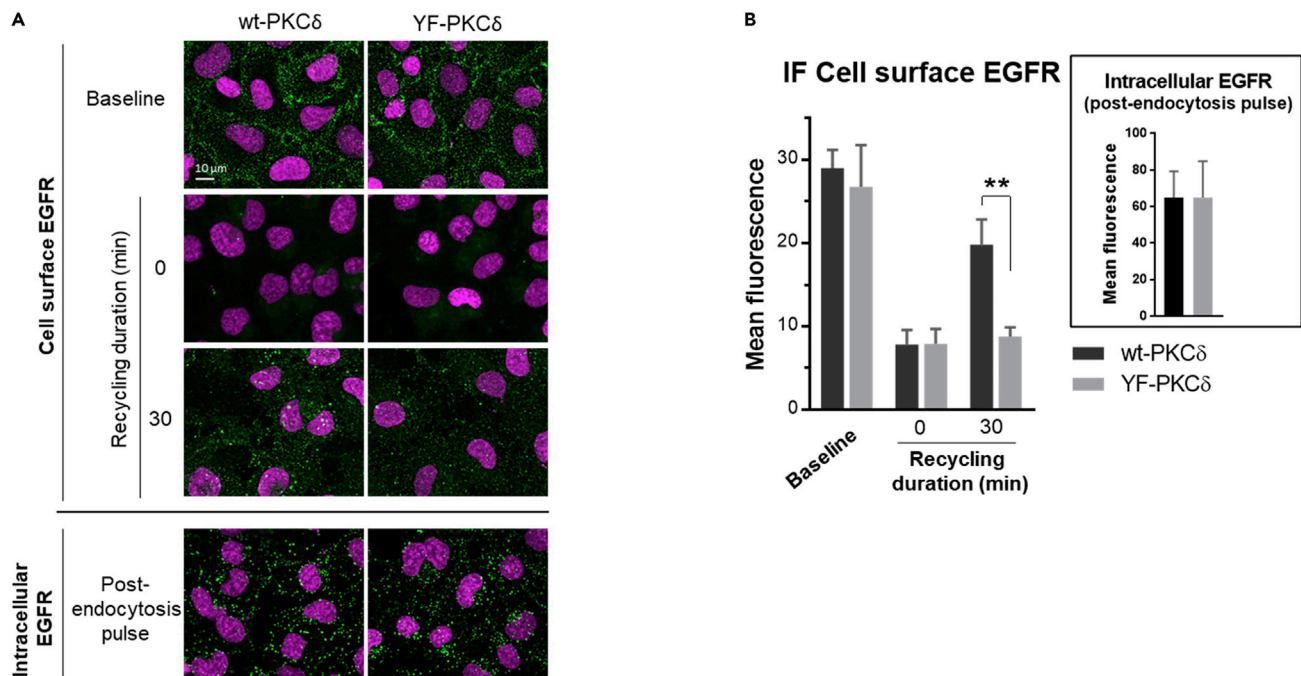 A
wt-PKCδ
YF-PKCδ
Cell surface EGFR
Baseline
10 μm
Recycling duration (min)
0
30
Intracellular
EGFR
Post-
endocytosis
pulse
B
IF Cell surface EGFR
Mean fluorescence
30
20
10
0
**
Baseline
0
30
Recycling
duration (min)
Intracellular EGFR
(post-endocytosis pulse)
Mean fluorescence
100
80
60
40
20
0
wt-PKCδ
YF-PKCδ